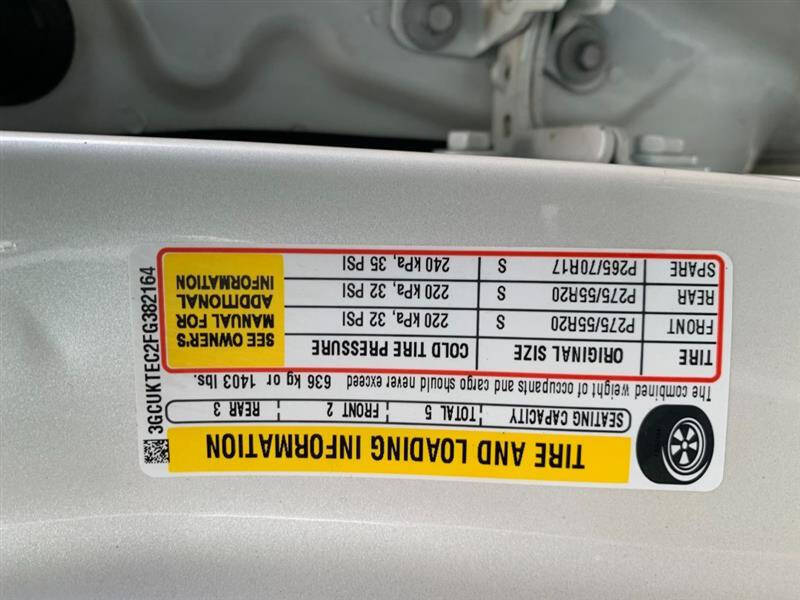 TIRE AND LOADING INFORMATION
SEATING CAPACITY TOTAL 5 FRONT 2 REAR 3
The combined weight of occupants and cargo should never exceed 636 kg or 1403 lbs.
TIRE ORIGINAL SIZE COLD TIRE PRESSURE
FRONT P275/55R20 S 220 kPa, 32 PSI
REAR P275/55R20 S 220 kPa, 32 PSI
SPARE P265/70R17 S 240 kPa, 35 PSI
SEE OWNER'S
MANUAL FOR
ADDITIONAL
INFORMATION
3GCUKTEC2FG382164